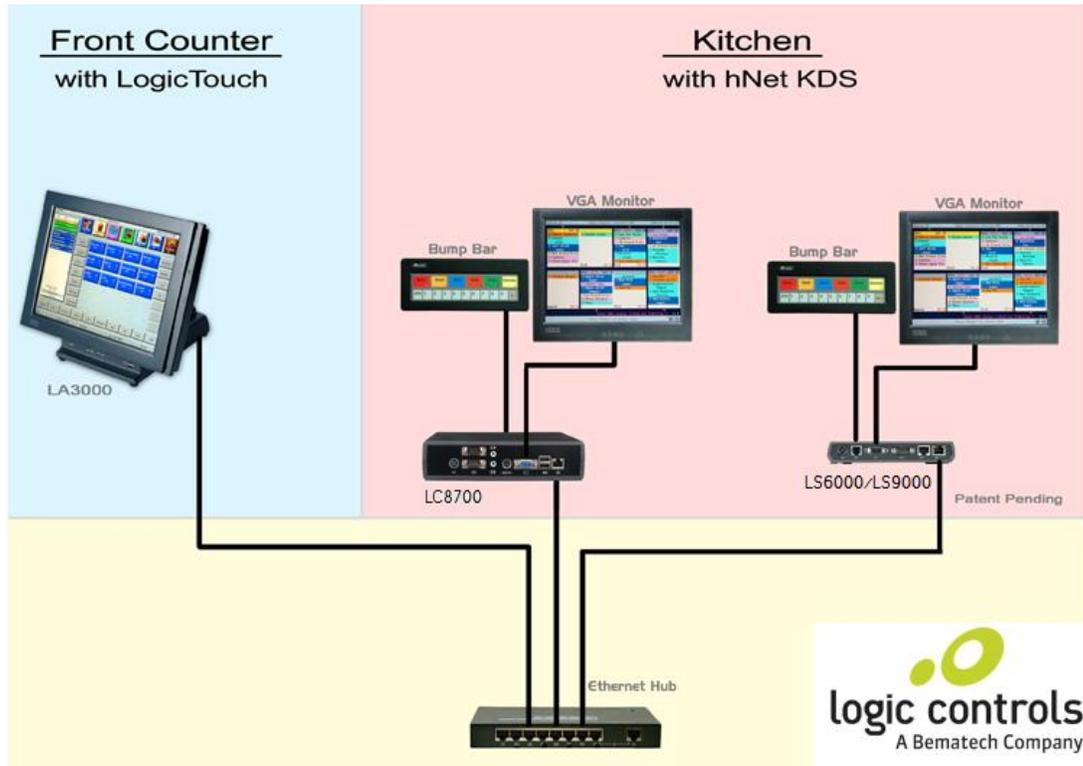 Front Counter
with LogicTouch
Kitchen
with hNet KDS
LA3000
Bump Bar
VGA Monitor
LC8700
Bump Bar
VGA Monitor
LS6000/LS9000
Patent Pending
Ethernet Hub
logic controls
A Bematech Company